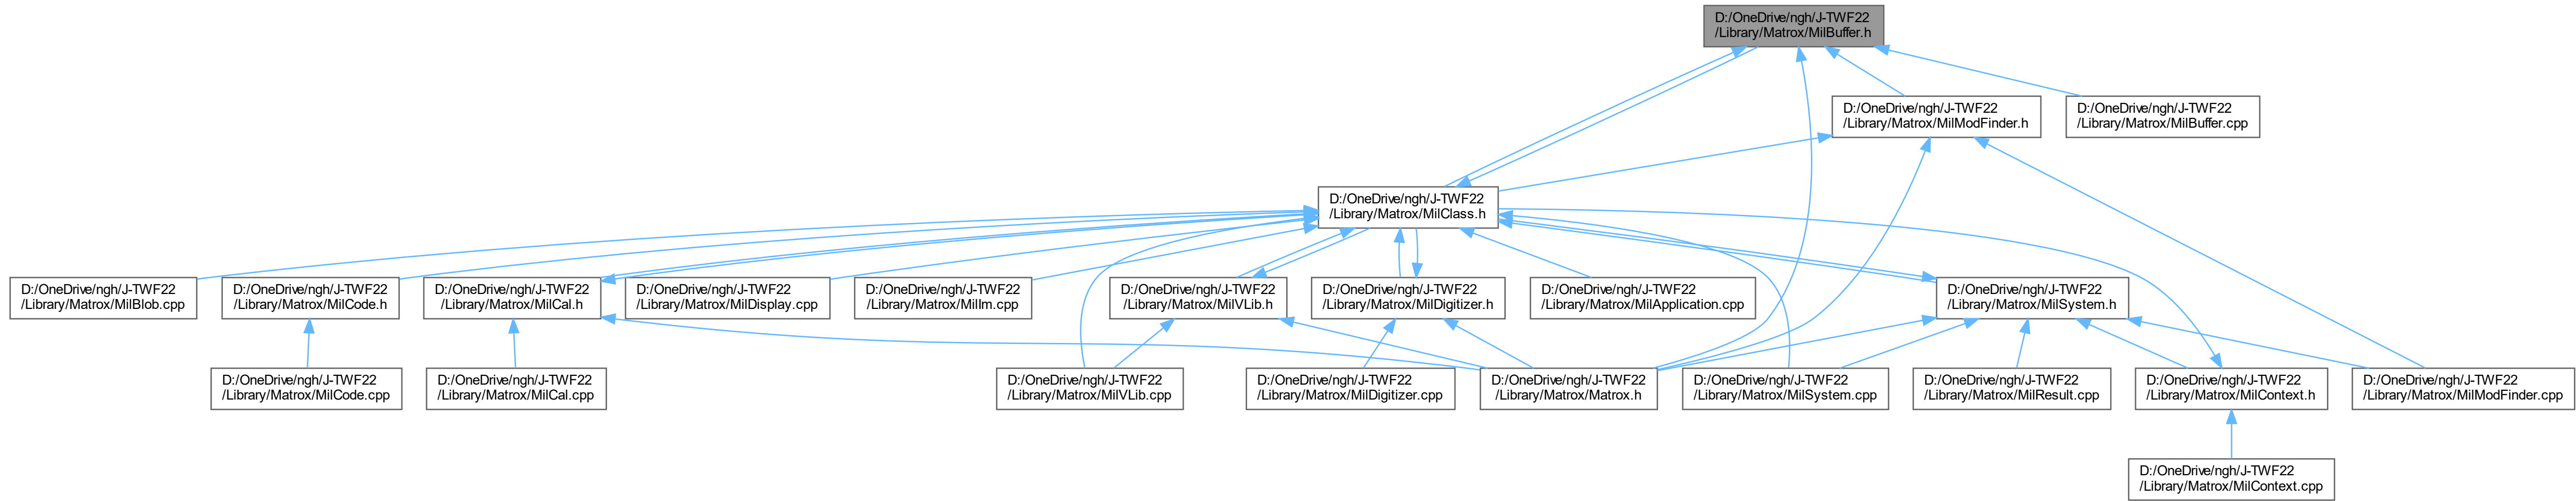 D:/OneDrive/ngh/J-TWF22
/Library/Matrox/MilBuffer.h
D:/OneDrive/ngh/J-TWF22
/Library/Matrox/MilModFinder.h
D:/OneDrive/ngh/J-TWF22
/Library/Matrox/MilBuffer.cpp
D:/OneDrive/ngh/J-TWF22
/Library/Matrox/MilClass.h
D:/OneDrive/ngh/J-TWF22
/Library/Matrox/MilBlob.cpp
D:/OneDrive/ngh/J-TWF22
/Library/Matrox/MilCode.h
D:/OneDrive/ngh/J-TWF22
/Library/Matrox/MilCal.h
D:/OneDrive/ngh/J-TWF22
/Library/Matrox/MilDisplay.cpp
D:/OneDrive/ngh/J-TWF22
/Library/Matrox/MilIm.cpp
D:/OneDrive/ngh/J-TWF22
/Library/Matrox/MilVLib.h
D:/OneDrive/ngh/J-TWF22
/Library/Matrox/MilDigitizer.h
D:/OneDrive/ngh/J-TWF22
/Library/Matrox/MilApplication.cpp
D:/OneDrive/ngh/J-TWF22
/Library/Matrox/MilSystem.h
D:/OneDrive/ngh/J-TWF22
/Library/Matrox/MilCode.cpp
D:/OneDrive/ngh/J-TWF22
/Library/Matrox/MilCal.cpp
D:/OneDrive/ngh/J-TWF22
/Library/Matrox/MilVLib.cpp
D:/OneDrive/ngh/J-TWF22
/Library/Matrox/MilDigitizer.cpp
D:/OneDrive/ngh/J-TWF22
/Library/Matrox/Matrox.h
D:/OneDrive/ngh/J-TWF22
/Library/Matrox/MilSystem.cpp
D:/OneDrive/ngh/J-TWF22
/Library/Matrox/MilResult.cpp
D:/OneDrive/ngh/J-TWF22
/Library/Matrox/MilContext.h
D:/OneDrive/ngh/J-TWF22
/Library/Matrox/MilModFinder.cpp
D:/OneDrive/ngh/J-TWF22
/Library/Matrox/MilContext.cpp